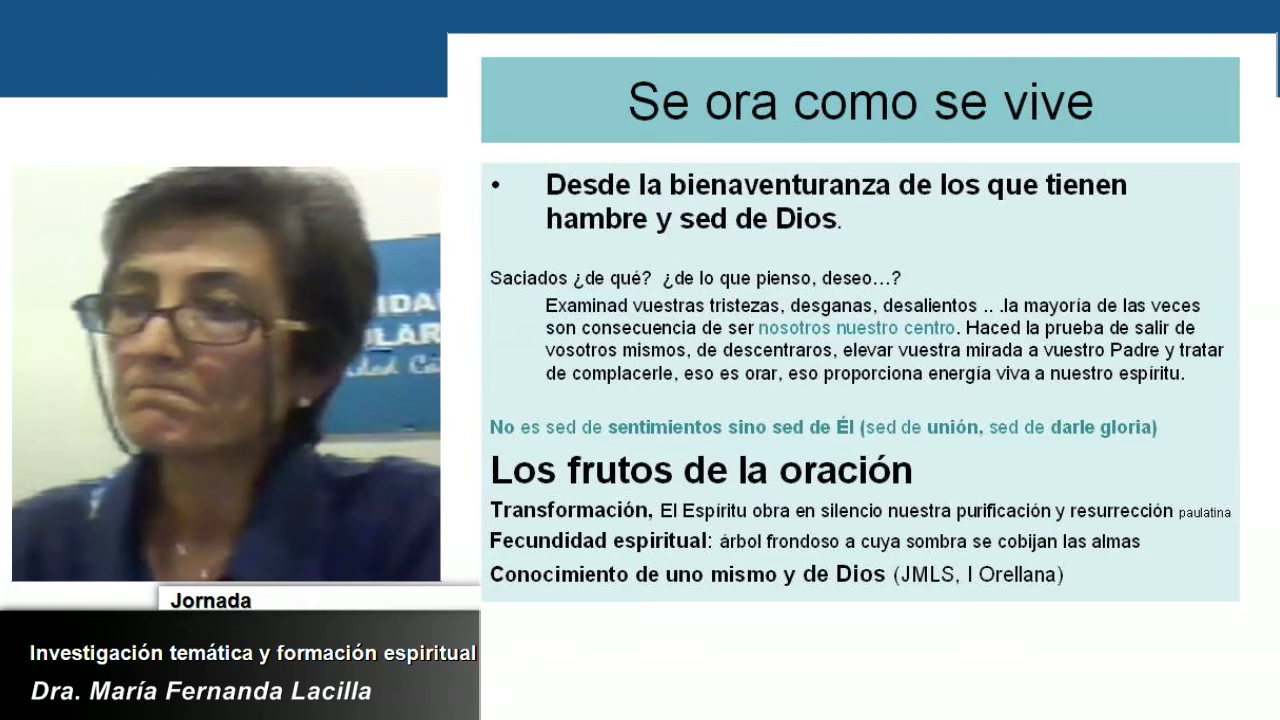 Se ora como se vive
• Desde la bienaventuranza de los que tienen
hambre y sed de Dios.
Saciados ¿de qué? ¿de lo que pienso, deseo...?
Examinad vuestras tristezas, desganas, desalientos .. .la mayoría de las veces
son consecuencia de ser nosotros nuestro centro. Haced la prueba de salir de
vosotros mismos, de descentraros, elevar vuestra mirada a vuestro Padre y tratar
de complacerle, eso es orar, eso proporciona energía viva a nuestro espíritu.
No es sed de sentimientos sino sed de Él (sed de unión, sed de darle gloria)
Los frutos de la oración
Transformación, El Espíritu obra en silencio nuestra purificación y resurrección paulatina
Fecundidad espiritual: árbol frondoso a cuya sombra se cobijan las almas
Conocimiento de uno mismo y de Dios (JMLS, I Orellana)
Jornada
Investigación temática y formación espiritual
Dra. María Fernanda Lacilla